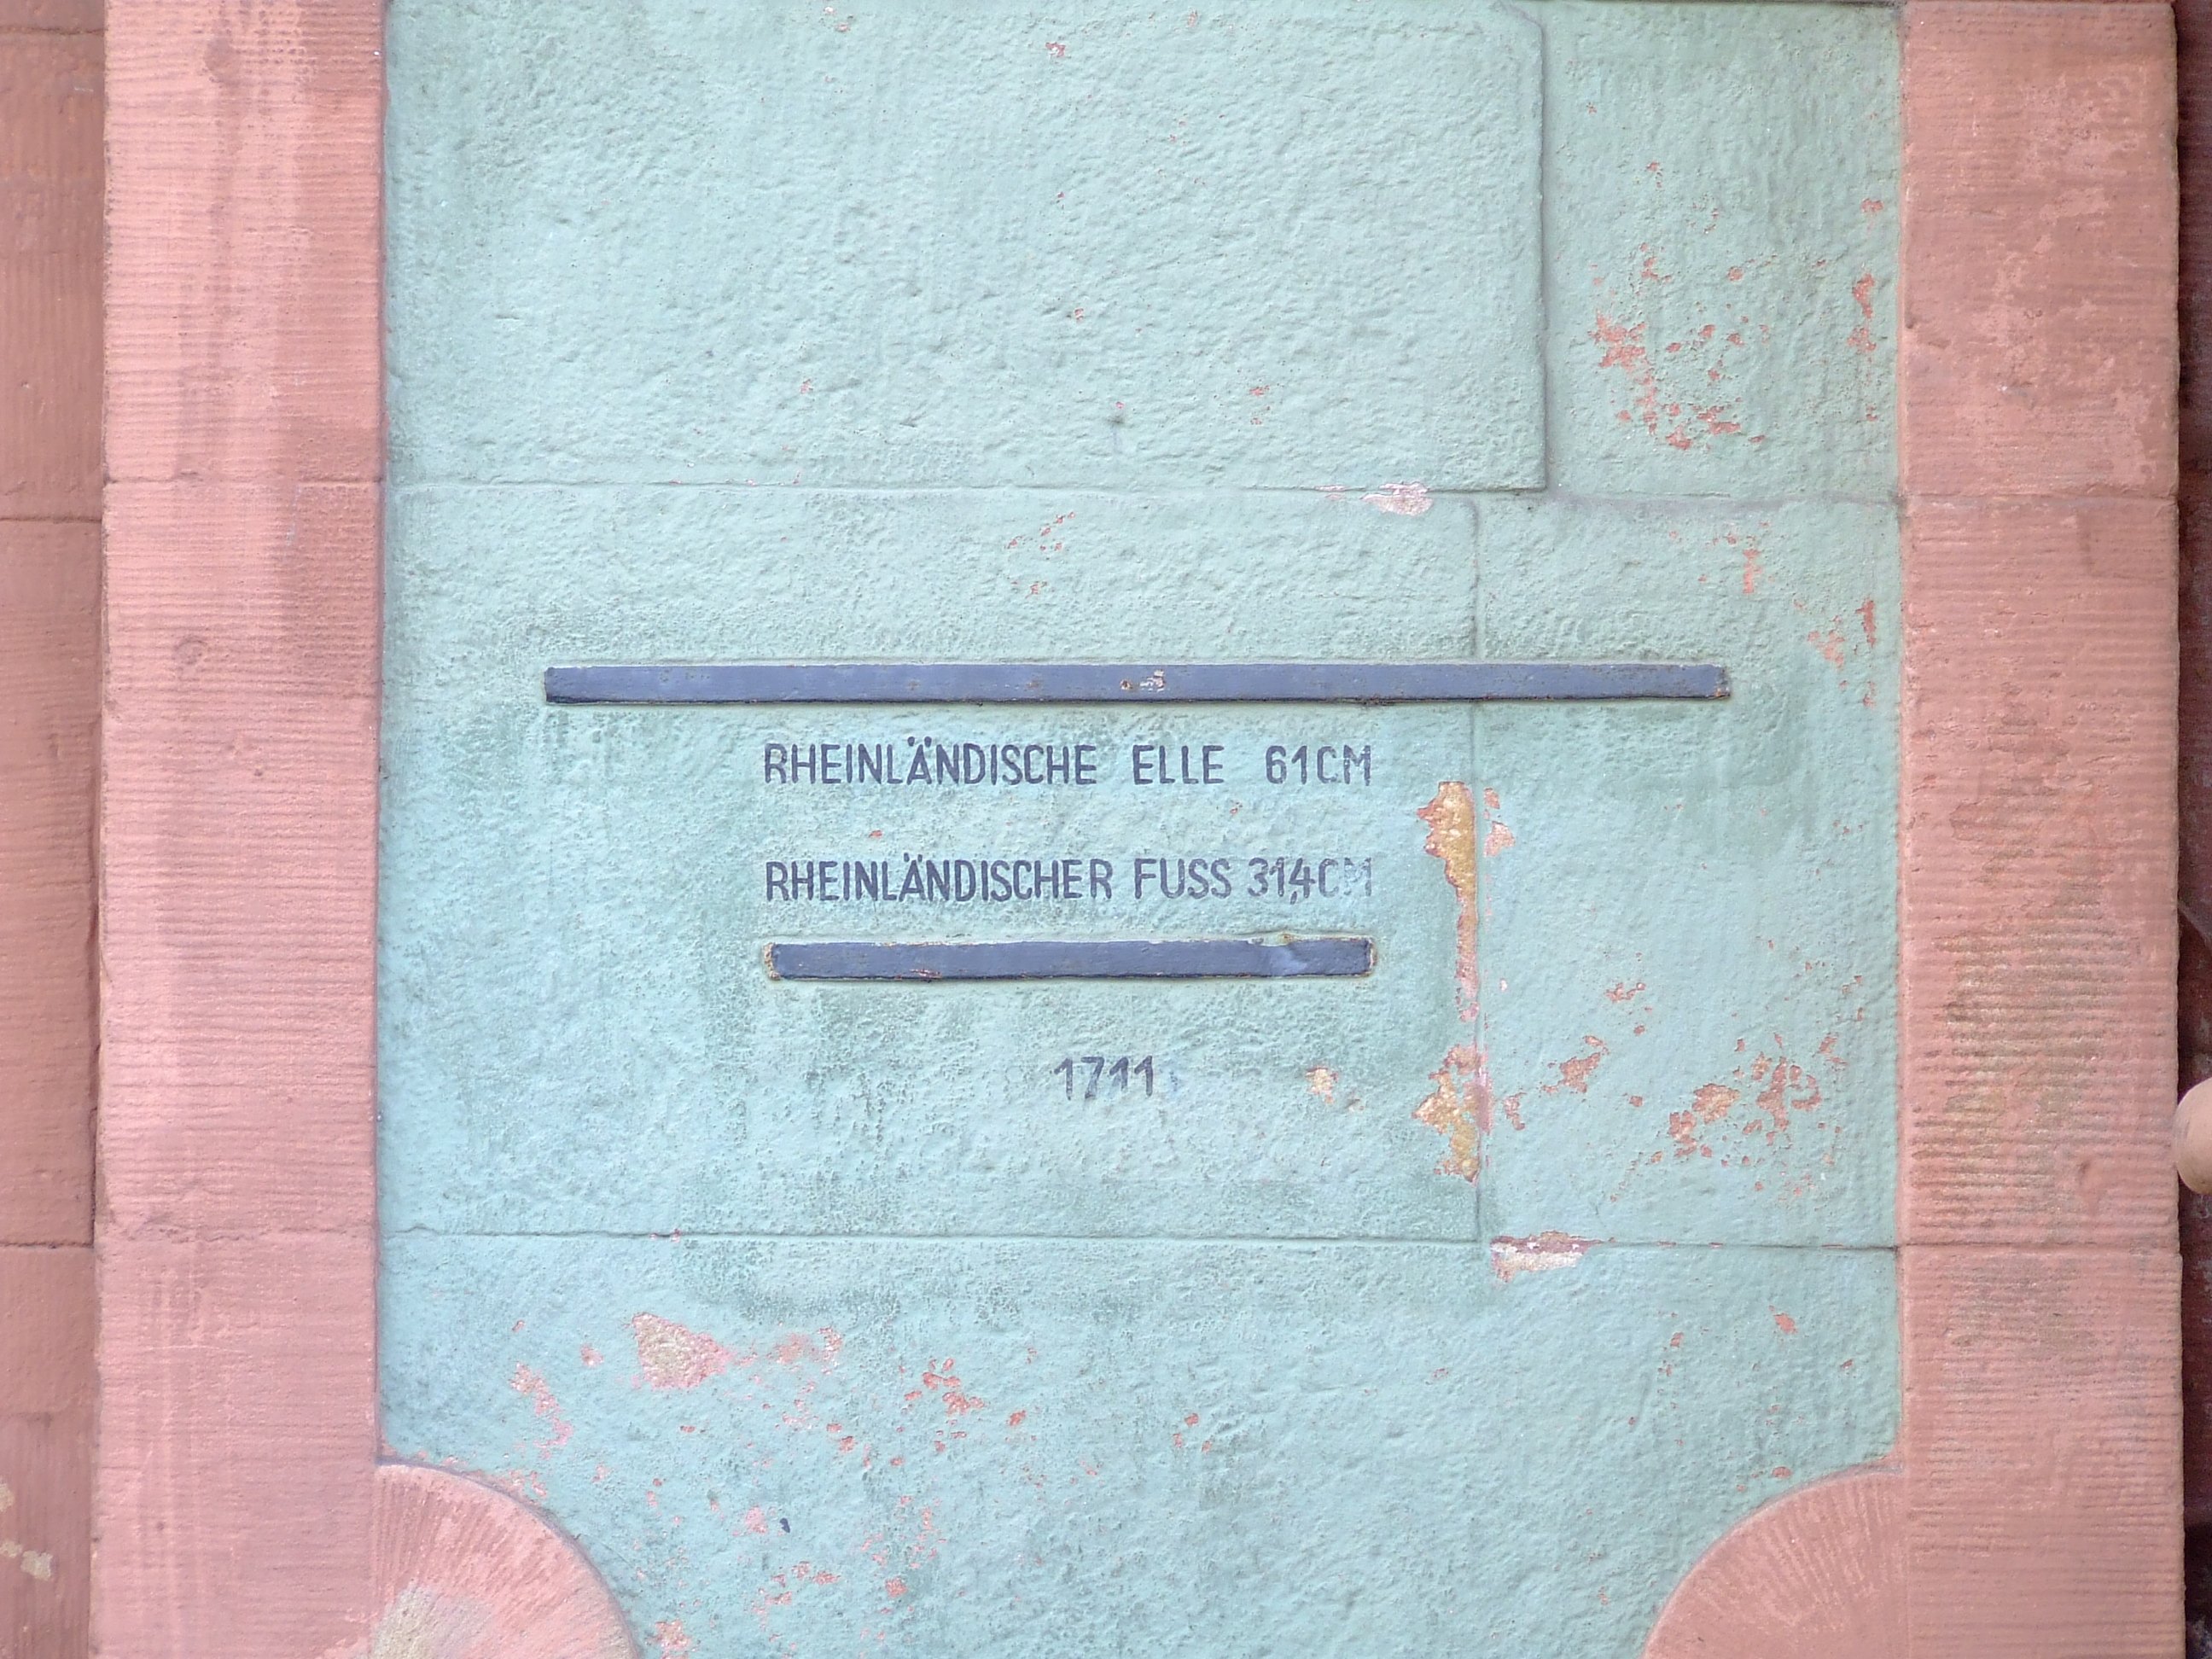 RHEINLÄNDISCHE ELLE 61CM
RHEINLÄNDISCHER FUSS 31,4CM
1711